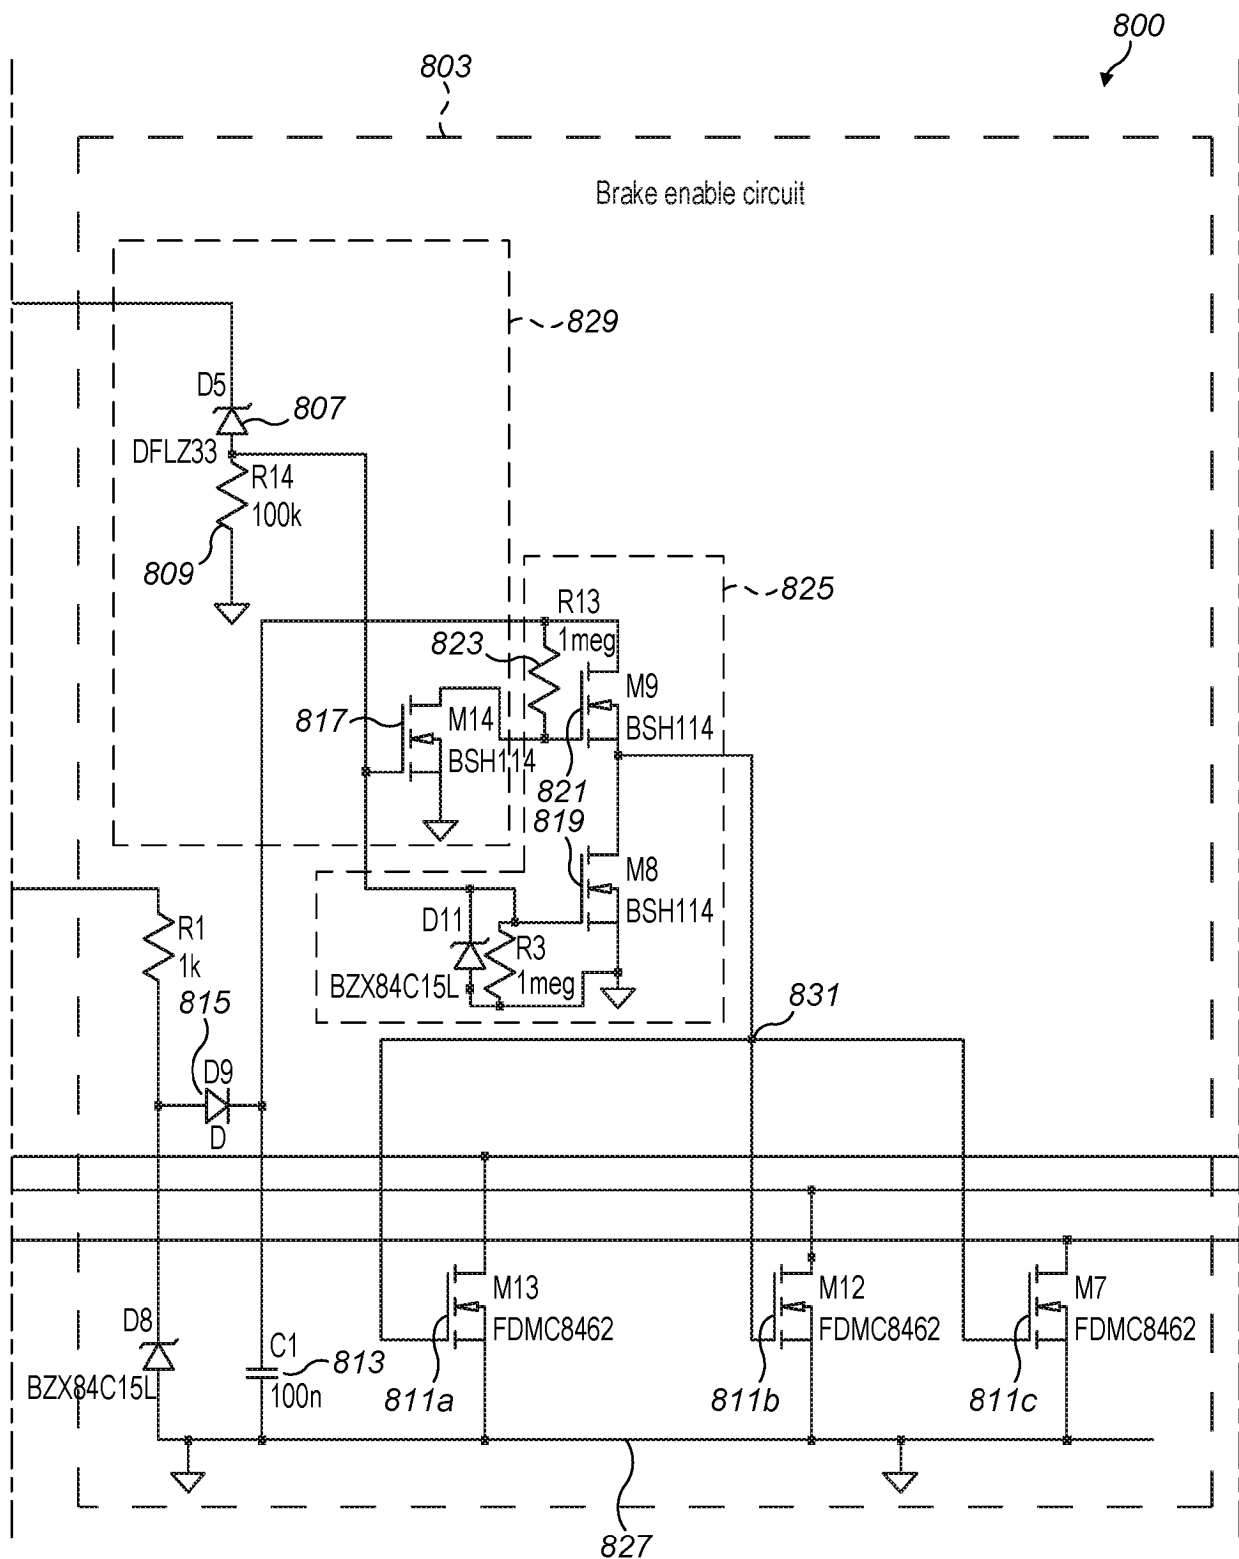 800
803
Brake enable circuit
829
D5
807
DFLZ33
R14
100k
809
825
R13
1meg
823
M9
817
M14
BSH114
BSH114
821
819
M8
BSH114
D11
R1
1k
R3
1meg
BZX84C15L
815
831
D9
D
M13
M12
M7
D8
FDMC8462
FDMC8462
FDMC8462
C1
813
BZX84C15L
100n
811a
811b
811c
827